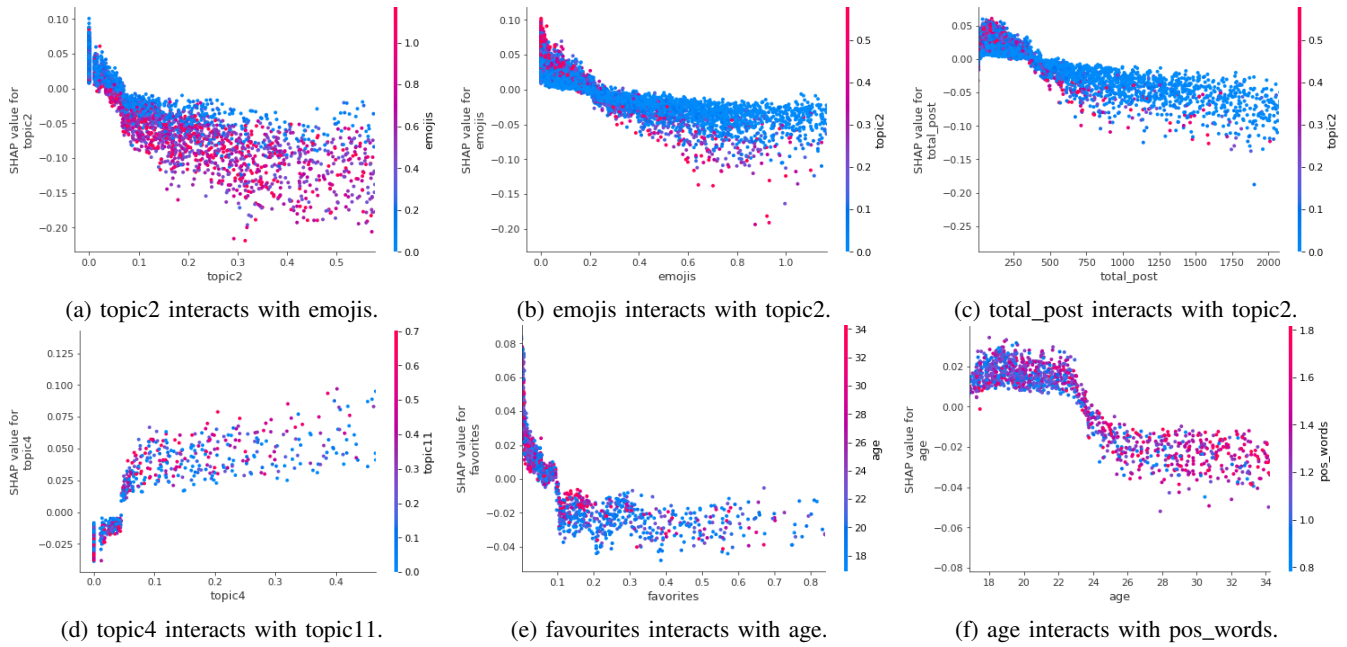 0.10
0.05
0.00
−0.05
−0.10
−0.15
−0.20
SHAP value for
topic2
0.0 0.1 0.2 0.3 0.4 0.5
topic2
1.0
0.8
0.6
0.4
0.2
0.0
emojis
(a) topic2 interacts with emojis.
0.10
0.05
0.00
−0.05
−0.10
−0.15
−0.20
SHAP value for
emojis
0.0 0.2 0.4 0.6 0.8 1.0
emojis
0.5
0.4
0.3
0.2
0.1
0.0
topic2
(b) emojis interacts with topic2.
0.05
0.00
−0.05
−0.10
−0.15
−0.20
−0.25
SHAP value for
total_post
250 500 750 1000 1250 1500 1750 2000
total_post
0.5
0.4
0.3
0.2
0.1
0.0
topic2
(c) total_post interacts with topic2.
0.125
0.100
0.075
0.050
0.025
0.000
−0.025
SHAP value for
topic4
0.0 0.1 0.2 0.3 0.4
topic4
0.7
0.6
0.5
0.4
0.3
0.2
0.1
0.0
topic11
(d) topic4 interacts with topic11.
0.08
0.06
0.04
0.02
0.00
−0.02
−0.04
SHAP value for
favorites
0.1 0.2 0.3 0.4 0.5 0.6 0.7 0.8
favorites
34
32
30
28
26
24
22
20
18
age
(e) favourites interacts with age.
0.02
0.00
−0.02
−0.04
−0.06
−0.08
SHAP value for
age
18 20 22 24 26 28 30 32 34
age
1.8
1.6
1.4
1.2
1.0
0.8
pos_words
(f) age interacts with pos_words.